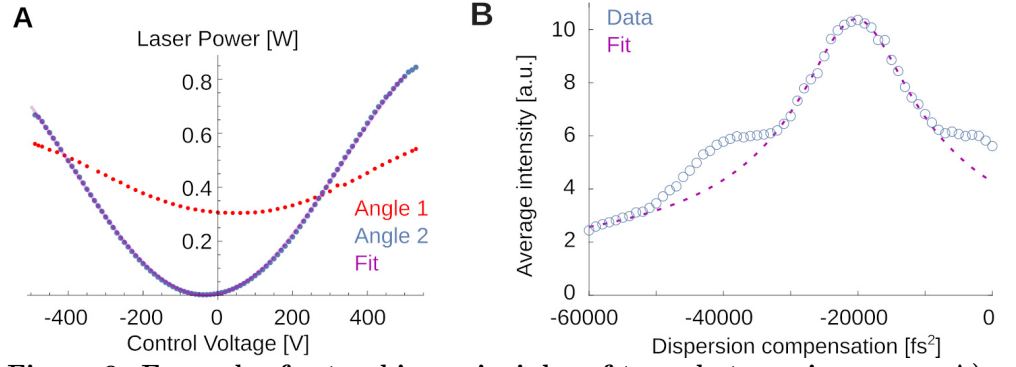 A
Laser Power [W]
0.8
0.6
0.4
0.2
Angle 1
Angle 2
Fit
-400 -200 0 200 400
Control Voltage [V]
B
Data
Fit
Average intensity [a.u.]
10
8
6
4
2
0
-60000 -40000 -20000 0
Dispersion compensation [fs²]